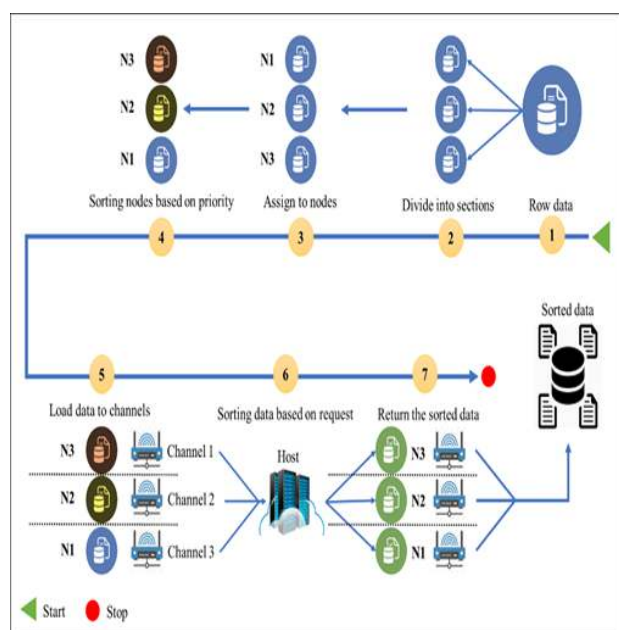 N3
N1
N2
N2
N1
N3
Sorting nodes based on priority
Assign to nodes
Divide into sections
Row data
4
3
2
1
Sorted data
5
6
7
Load data to channels
Sorting data based on request
Return the sorted data
N3
Channel 1
Host
N3
N2
Channel 2
N2
N1
Channel 3
N1
Start
Stop